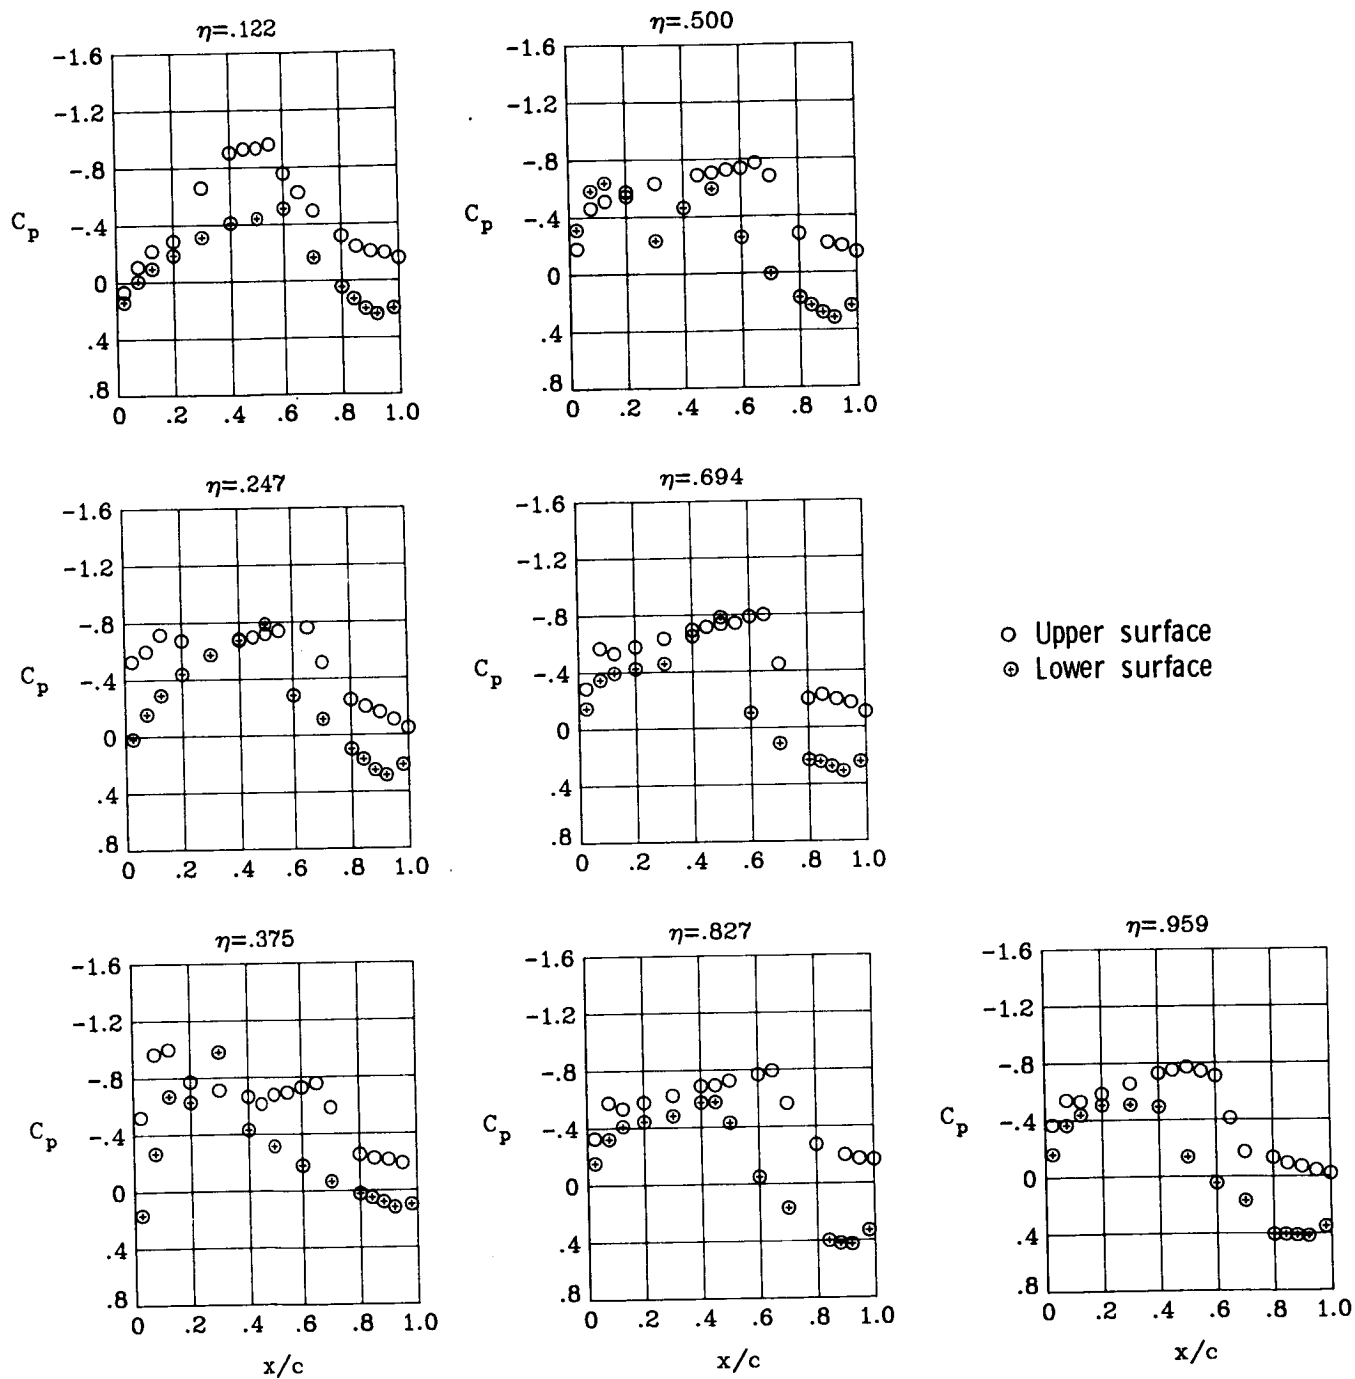 η=.122
-1.6
-1.2
-.8
-.4
0
.4
.8
C_p
0 .2 .4 .6 .8 1.0
η=.500
-1.6
-1.2
-.8
-.4
0
.4
.8
C_p
0 .2 .4 .6 .8 1.0
η=.247
-1.6
-1.2
-.8
-.4
0
.4
.8
C_p
0 .2 .4 .6 .8 1.0
η=.694
-1.6
-1.2
-.8
-.4
0
.4
.8
C_p
0 .2 .4 .6 .8 1.0
Upper surface
Lower surface
η=.375
-1.6
-1.2
-.8
-.4
0
.4
.8
C_p
0 .2 .4 .6 .8 1.0
x/c
η=.827
-1.6
-1.2
-.8
-.4
0
.4
.8
C_p
0 .2 .4 .6 .8 1.0
x/c
η=.959
-1.6
-1.2
-.8
-.4
0
.4
.8
C_p
0 .2 .4 .6 .8 1.0
x/c